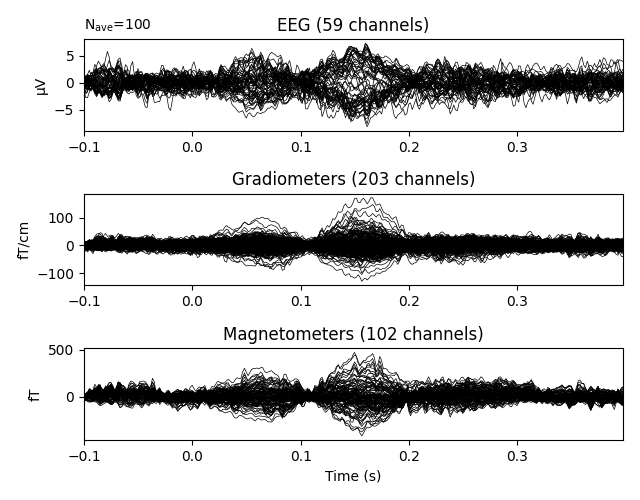 N_ave=100
EEG (59 channels)
5
0
−5
µV
−0.1 0.0 0.1 0.2 0.3
Gradiometers (203 channels)
100
0
−100
fT/cm
−0.1 0.0 0.1 0.2 0.3
Magnetometers (102 channels)
500
0
fT
−0.1 0.0 0.1 0.2 0.3
Time (s)